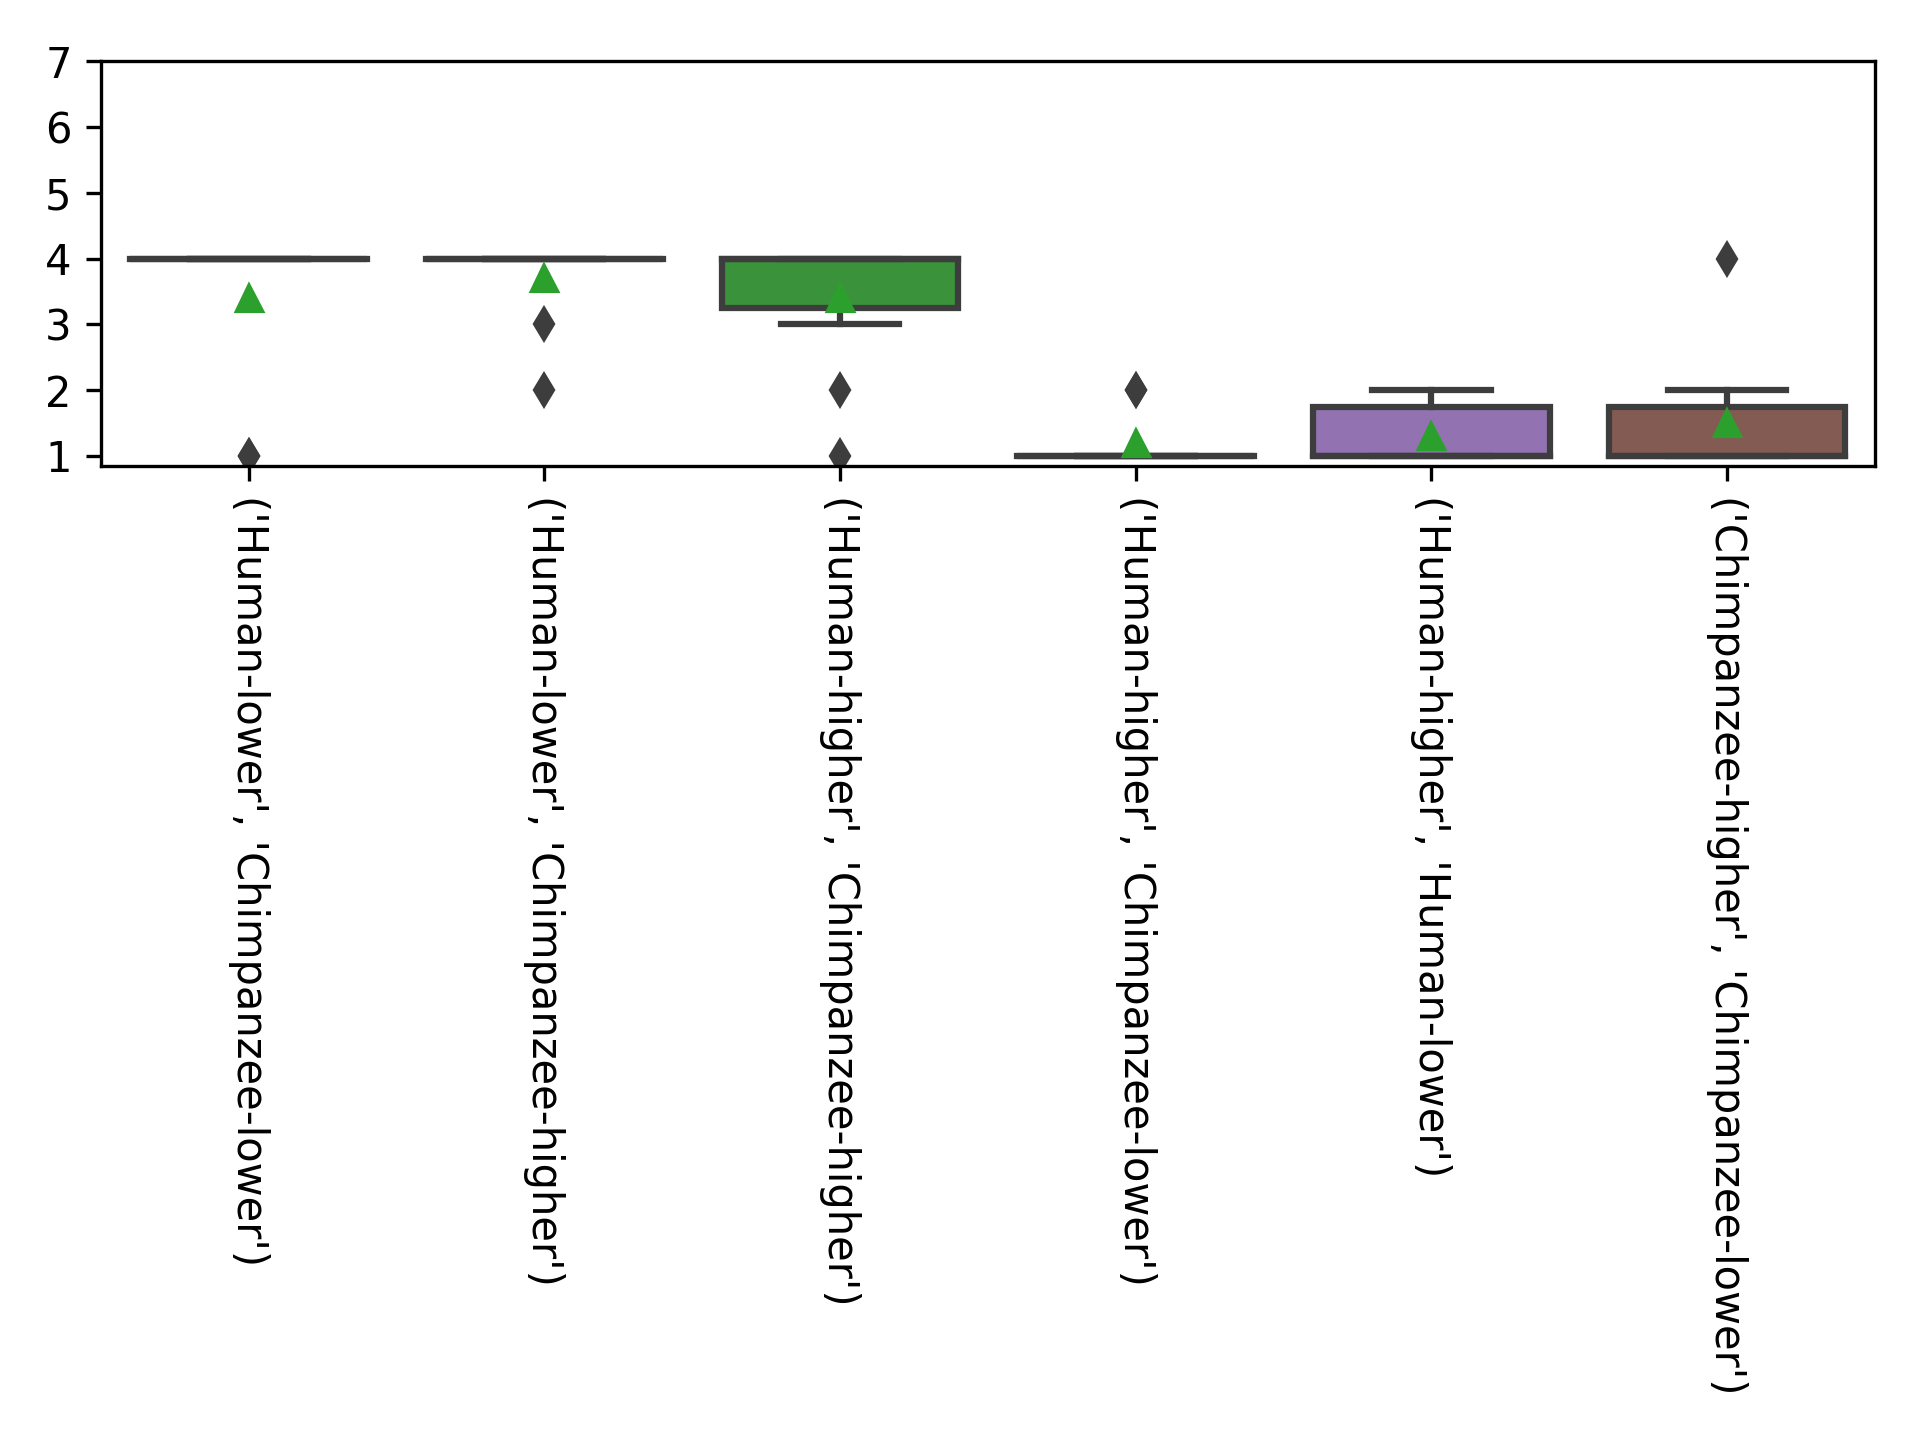 7
6
5
4
3
2
1
('Human-lower', 'Chimpanzee-lower')
('Human-lower', 'Chimpanzee-higher')
('Human-higher', 'Chimpanzee-higher')
('Human-higher', 'Chimpanzee-lower')
('Human-higher', 'Human-lower')
('Chimpanzee-higher', 'Chimpanzee-lower')